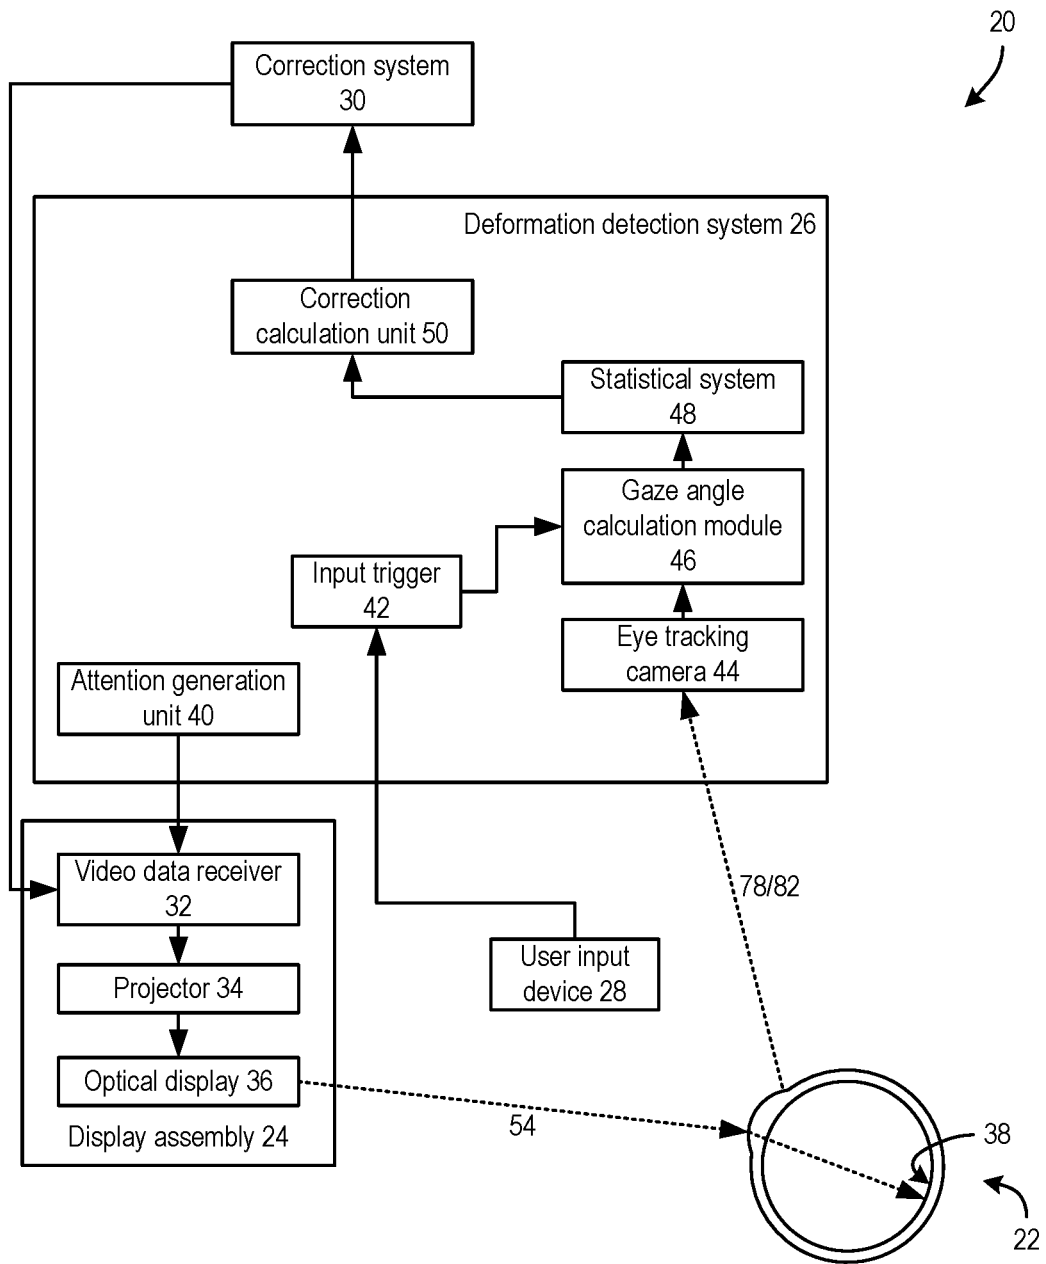 20
Correction system
30
Deformation detection system 26
Correction
calculation unit 50
Statistical system
48
Gaze angle
calculation module
46
Input trigger
42
Eye tracking
camera 44
Attention generation
unit 40
Video data receiver
32
78/82
User input
device 28
Projector 34
Optical display 36
54
Display assembly 24
38
22